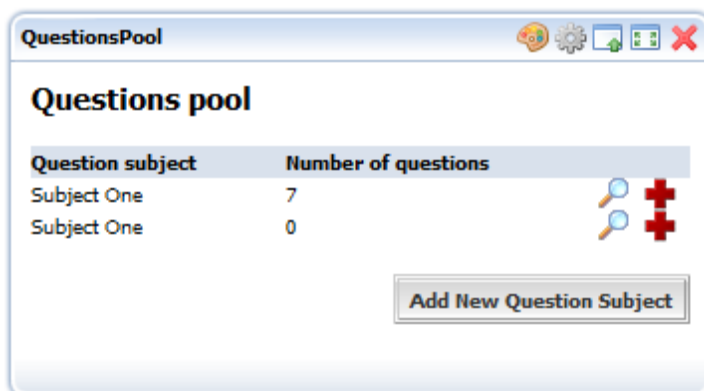 QuestionsPool
Questions pool
Question subject Number of questions
Subject One 7
Subject One 0
Add New Question Subject